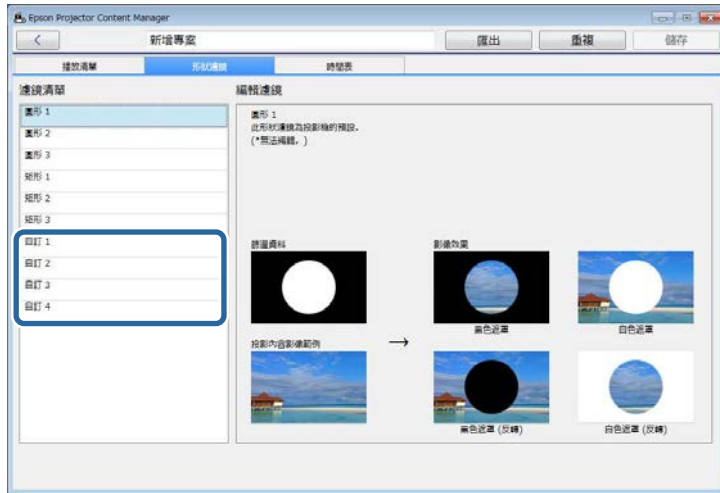 Epson Projector Content Manager
新增專案
匯出
重複
儲存
播放清單
形狀濾鏡
時間表
濾鏡清單
圓形 1
圓形 2
圓形 3
矩形 1
矩形 2
矩形 3
自訂 1
自訂 2
自訂 3
自訂 4
編輯濾鏡
圓形 1
此形狀濾鏡為投影機的預設。
(*無法編輯。)
篩選資料
影像效果
黑色遮罩
白色遮罩
投影內容影像範例
→
黑色遮罩 (反轉)
白色遮罩 (反轉)